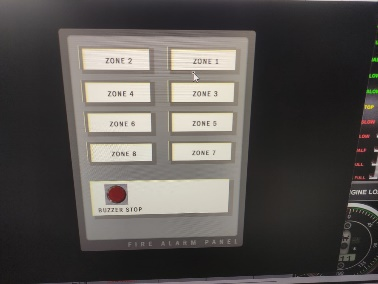 ZONE 2 ZONE 1
ZONE 4 ZONE 3
ZONE 6 ZONE 5
ZONE 8 ZONE 7
BUZZER STOP
FIRE ALARM PANEL